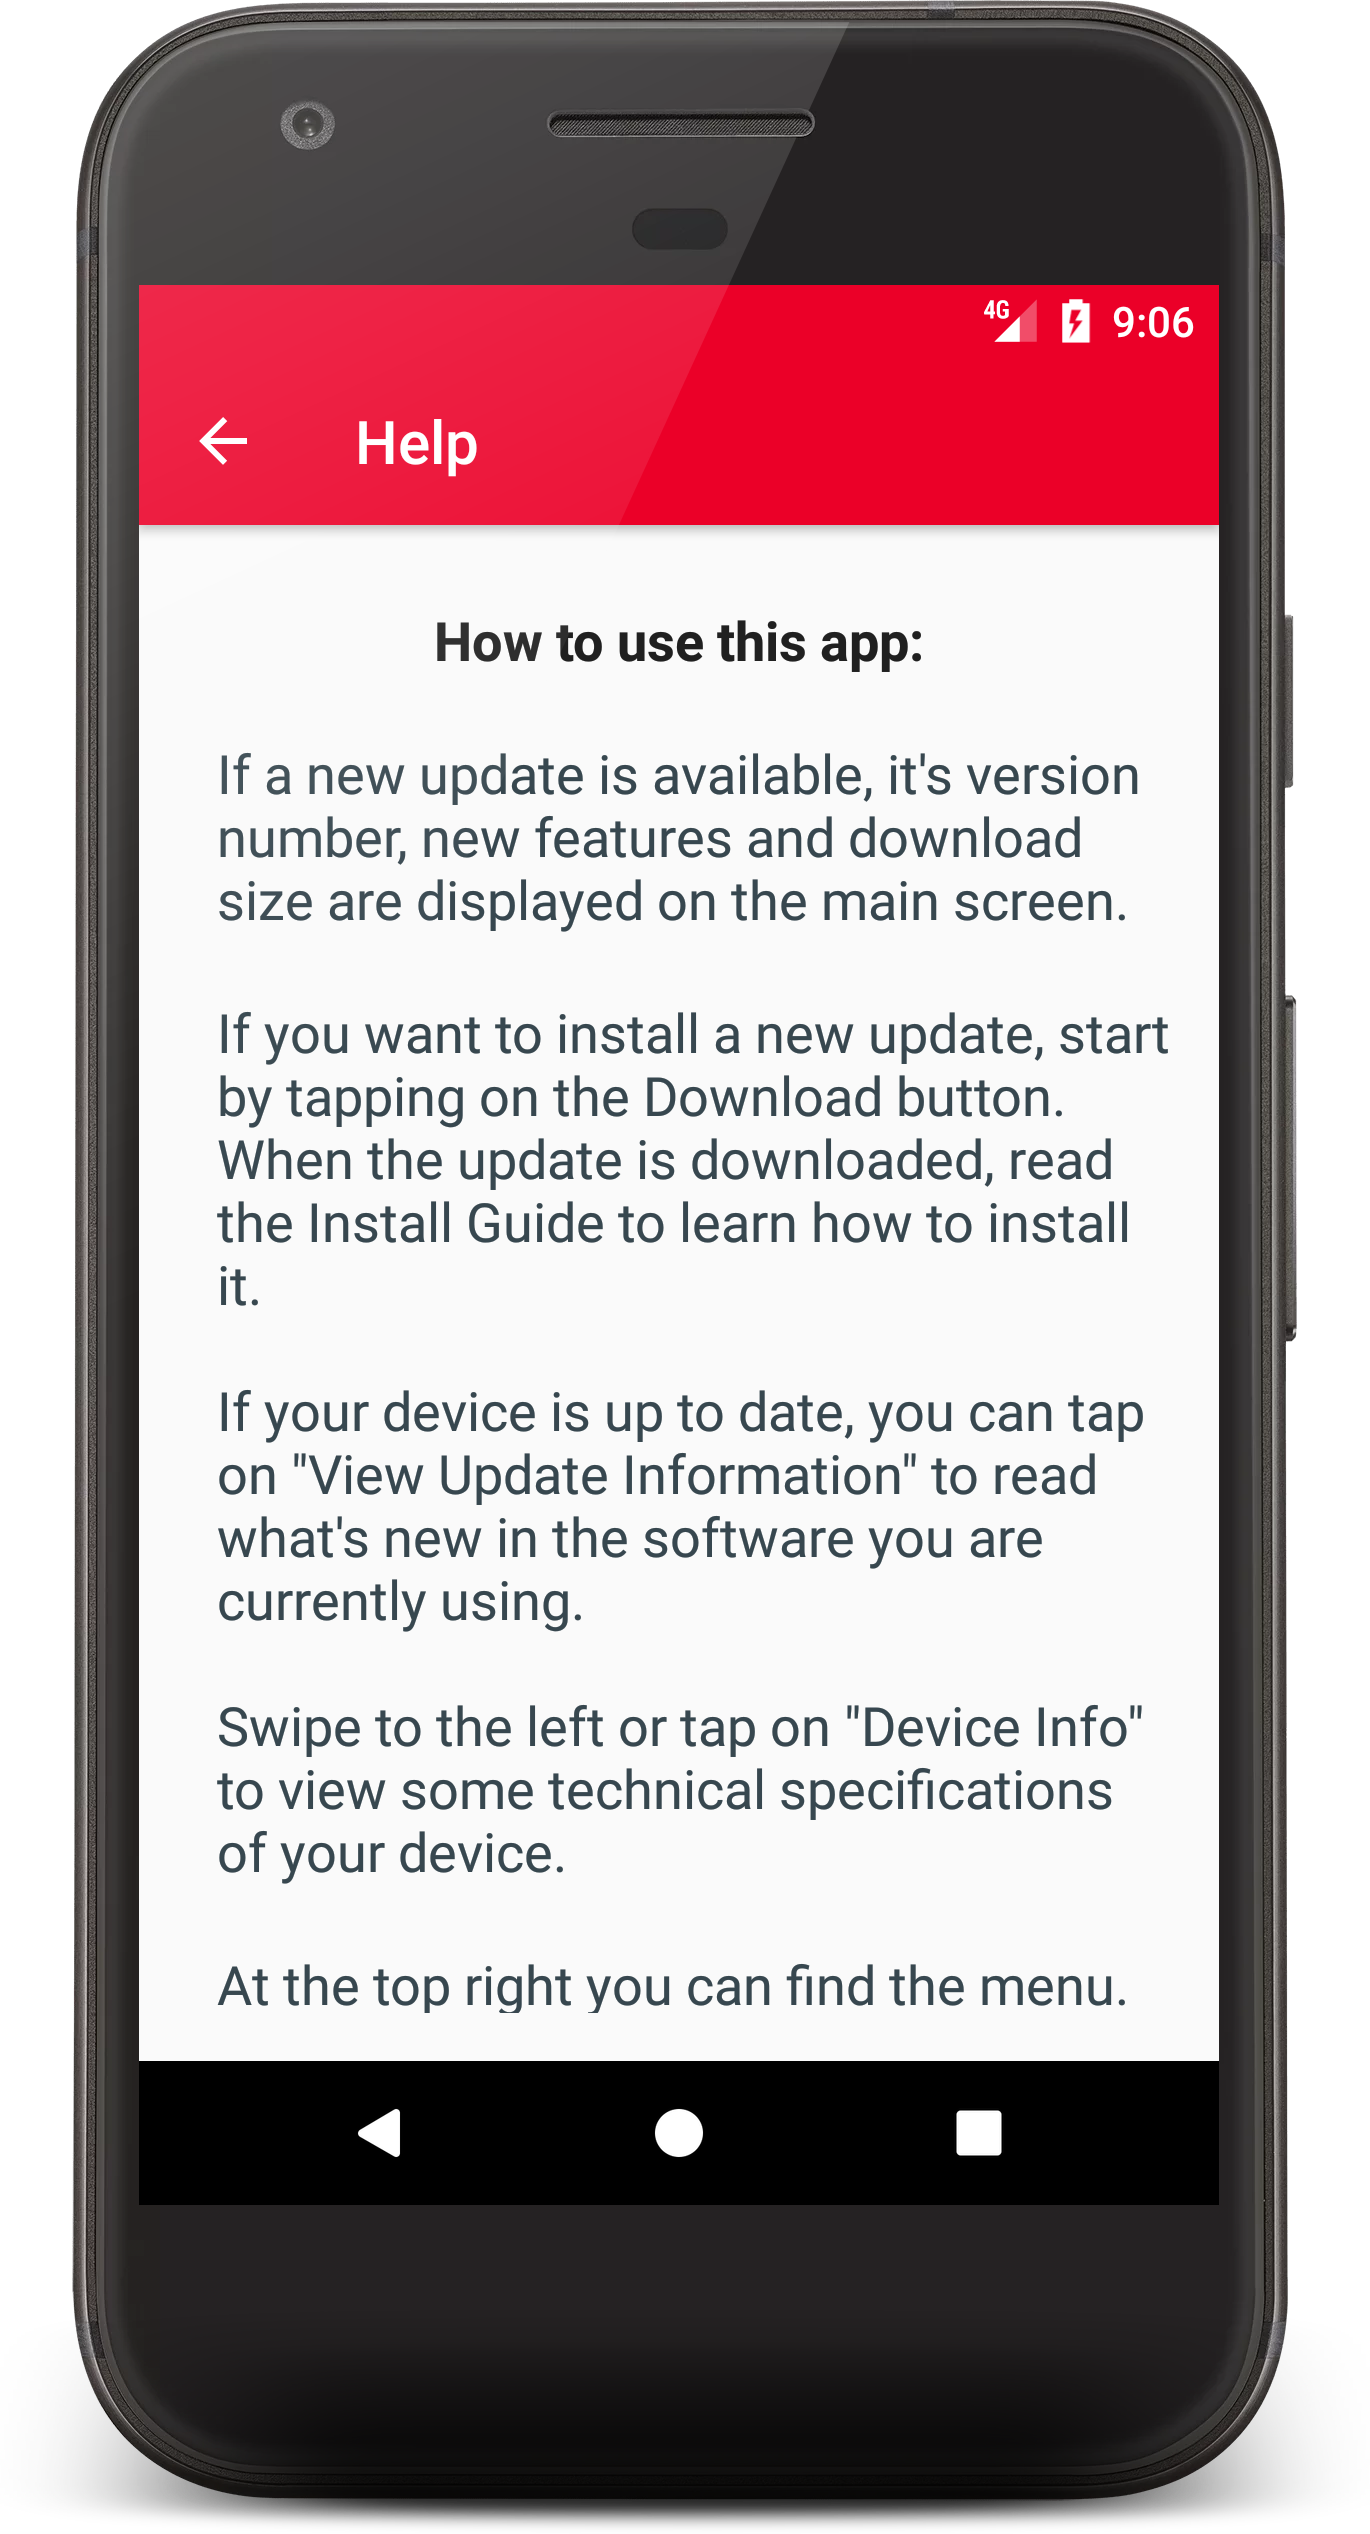 4G 9:06
Help
How to use this app:
If a new update is available, it's version
number, new features and download
size are displayed on the main screen.
If you want to install a new update, start
by tapping on the Download button.
When the update is downloaded, read
the Install Guide to learn how to install
it.
If your device is up to date, you can tap
on "View Update Information" to read
what's new in the software you are
currently using.
Swipe to the left or tap on "Device Info"
to view some technical specifications
of your device.
At the top right you can find the menu.